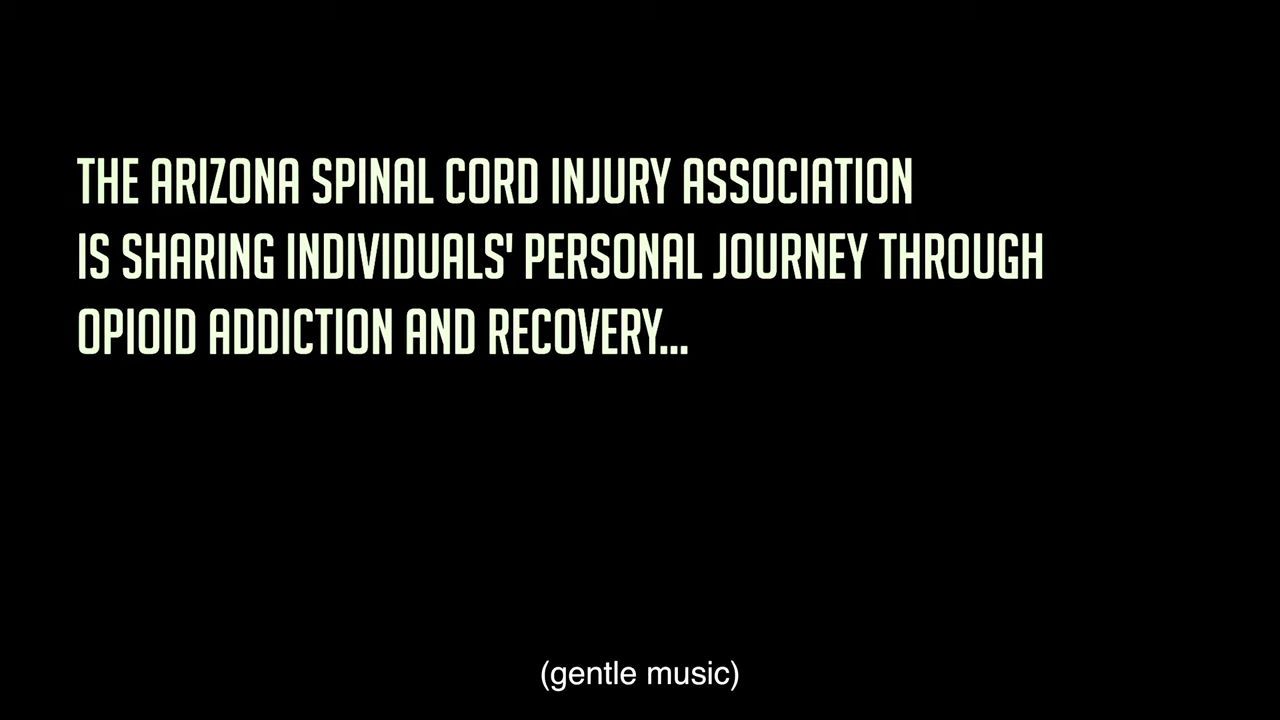 THE ARIZONA SPINAL CORD INJURY ASSOCIATION
IS SHARING INDIVIDUALS' PERSONAL JOURNEY THROUGH
OPIOID ADDICTION AND RECOVERY...
(gentle music)